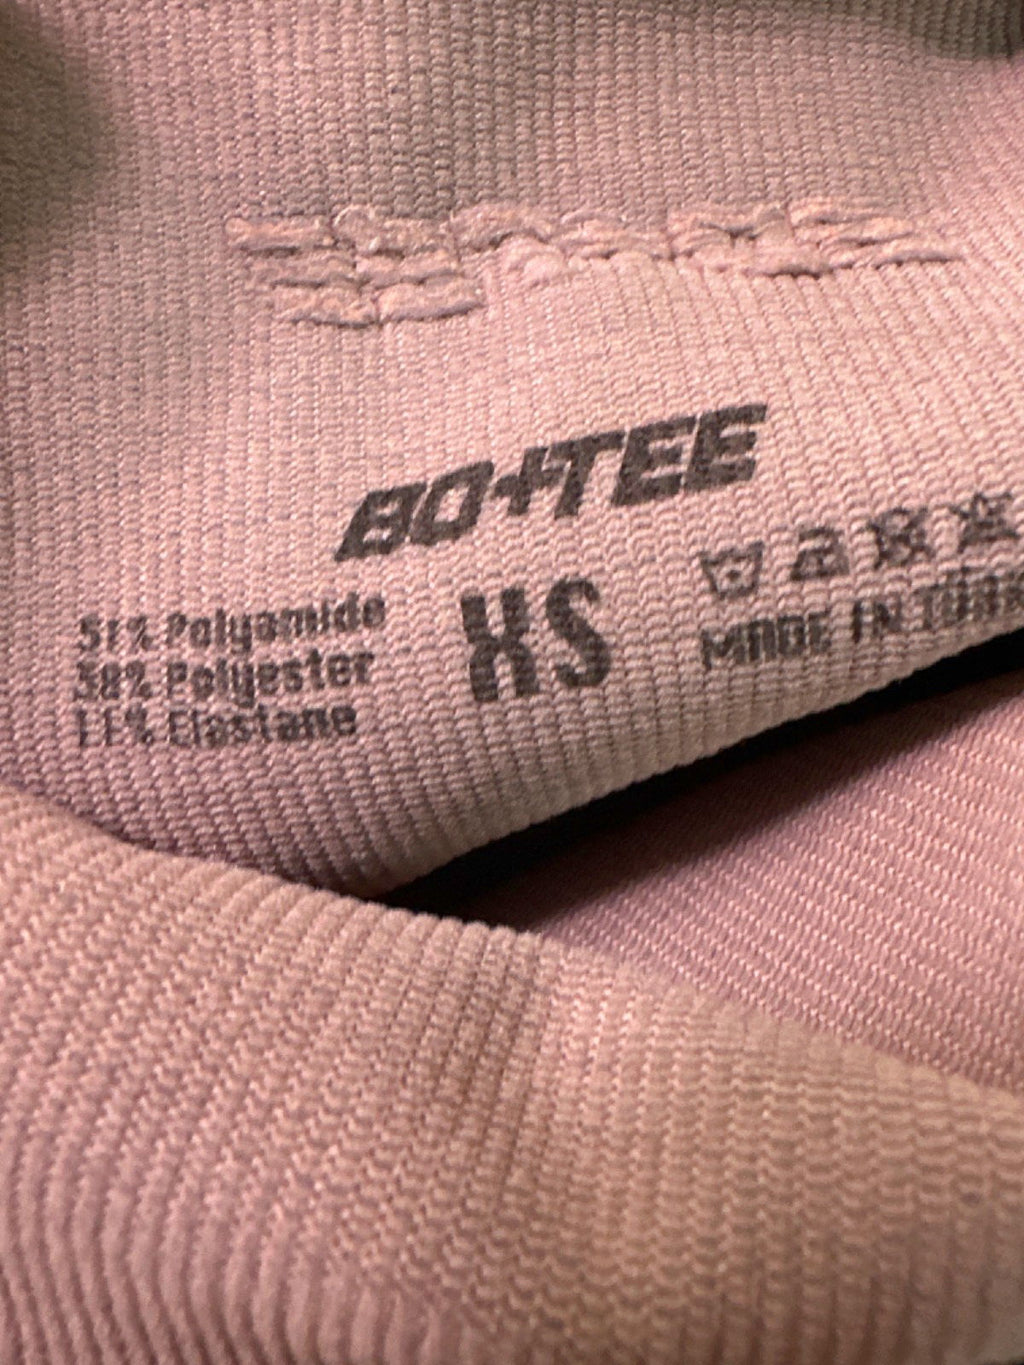 BO+TEE
51% Polyamide
38% Polyester
11% Elastane
XS
MADE IN